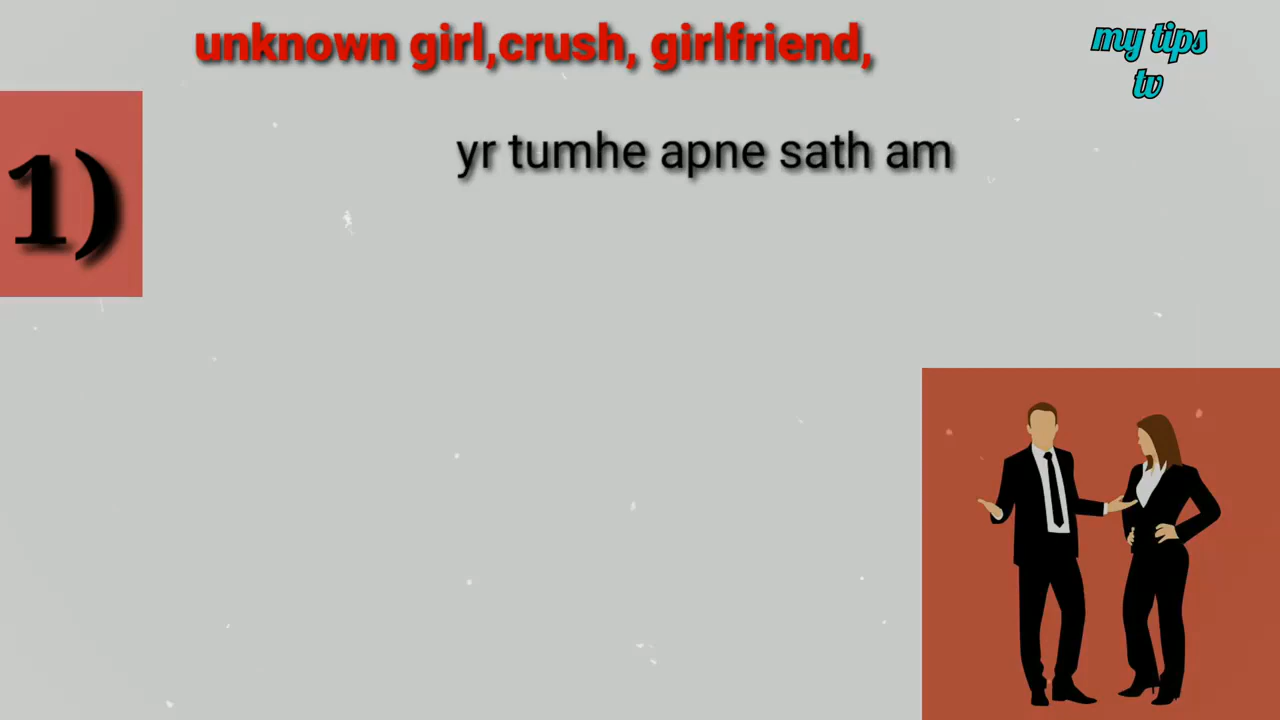 unknown girl,crush, girlfriend,
my tips
tv
1)
yr tumhe apne sath am